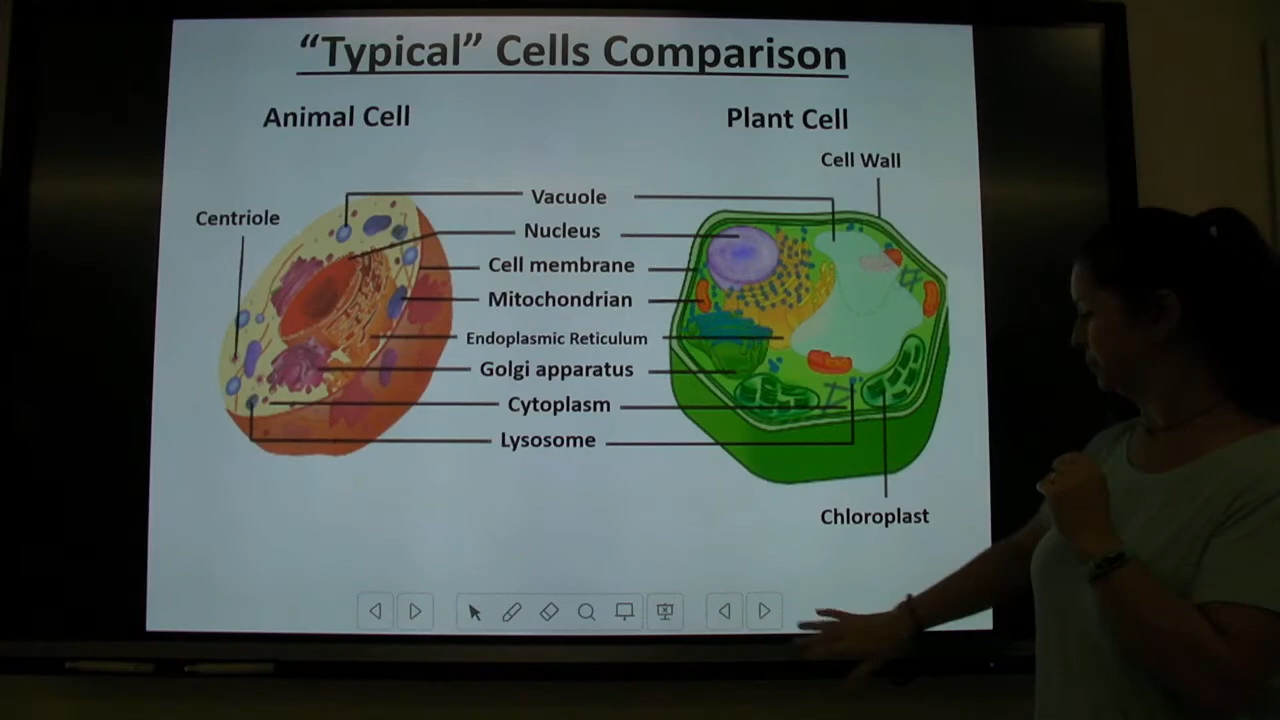 “Typical” Cells Comparison
Animal Cell
Plant Cell
Cell Wall
Centriole
Vacuole
Nucleus
Cell membrane
Mitochondrian
Endoplasmic Reticulum
Golgi apparatus
Cytoplasm
Lysosome
Chloroplast